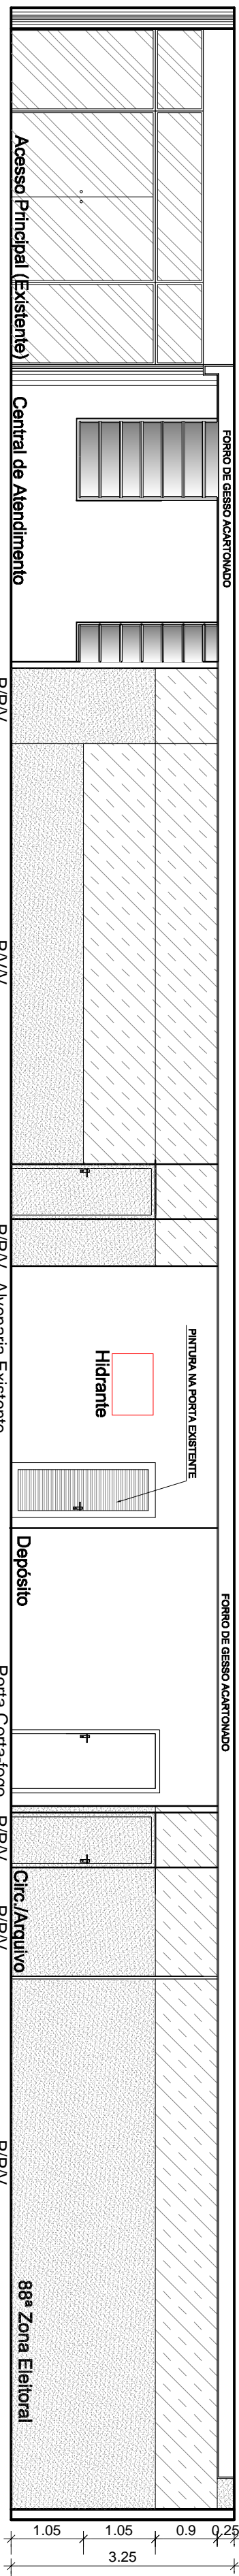 FORRO DE GESSO ACARTONADO
Acesso Principal (Existente)
Central de Atendimento
PINTURA NA PORTA EXISTENTE
Hidrante
FORRO DE GESSO ACARTONADO
Depósito
Circ./Arquivo
88ª Zona Eleitoral
1.05
1.05
0.9
0.25
3.25